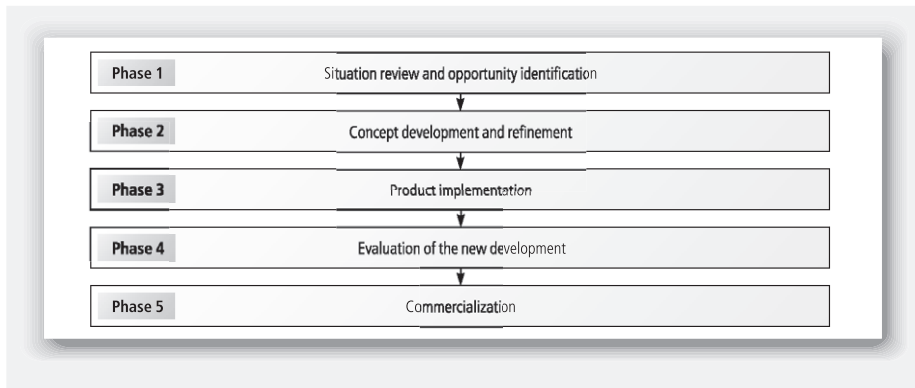 Phase 1 Situation review and opportunity identification
Phase 2 Concept development and refinement
Phase 3 Product implementation
Phase 4 Evaluation of the new development
Phase 5 Commercialization